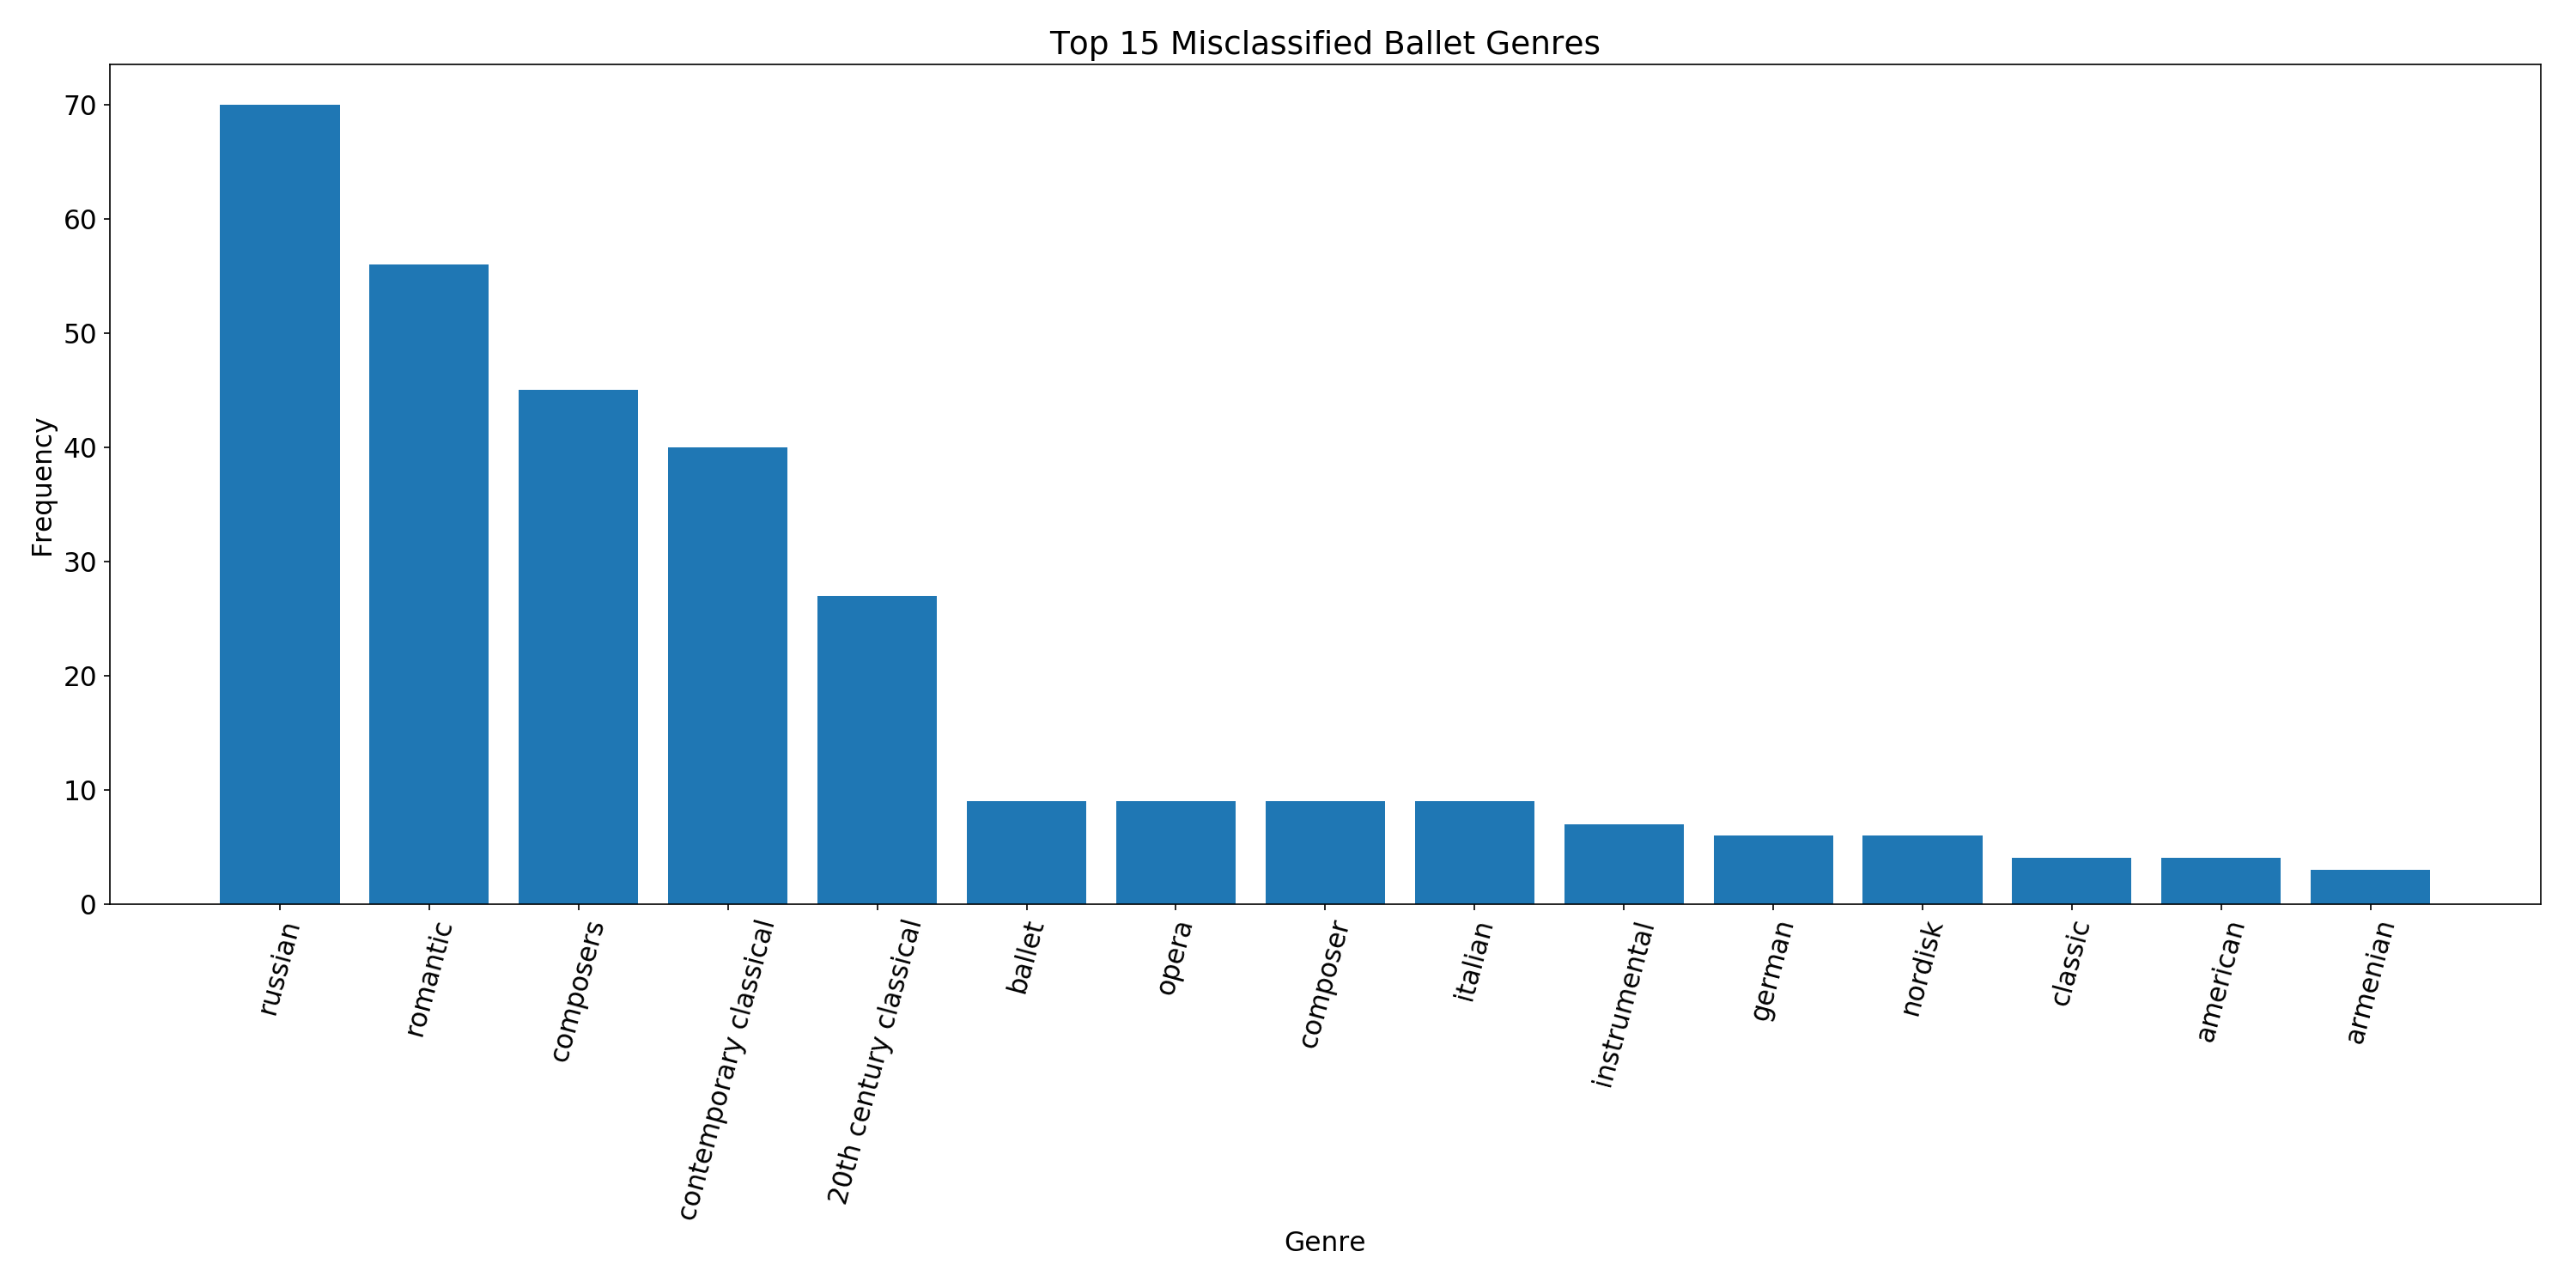 Top 15 Misclassified Ballet Genres
Frequency
70
60
50
40
30
20
10
0
russian
romantic
composers
contemporary classical
20th century classical
ballet
opera
composer
italian
instrumental
german
nordisk
classic
american
armenian
Genre